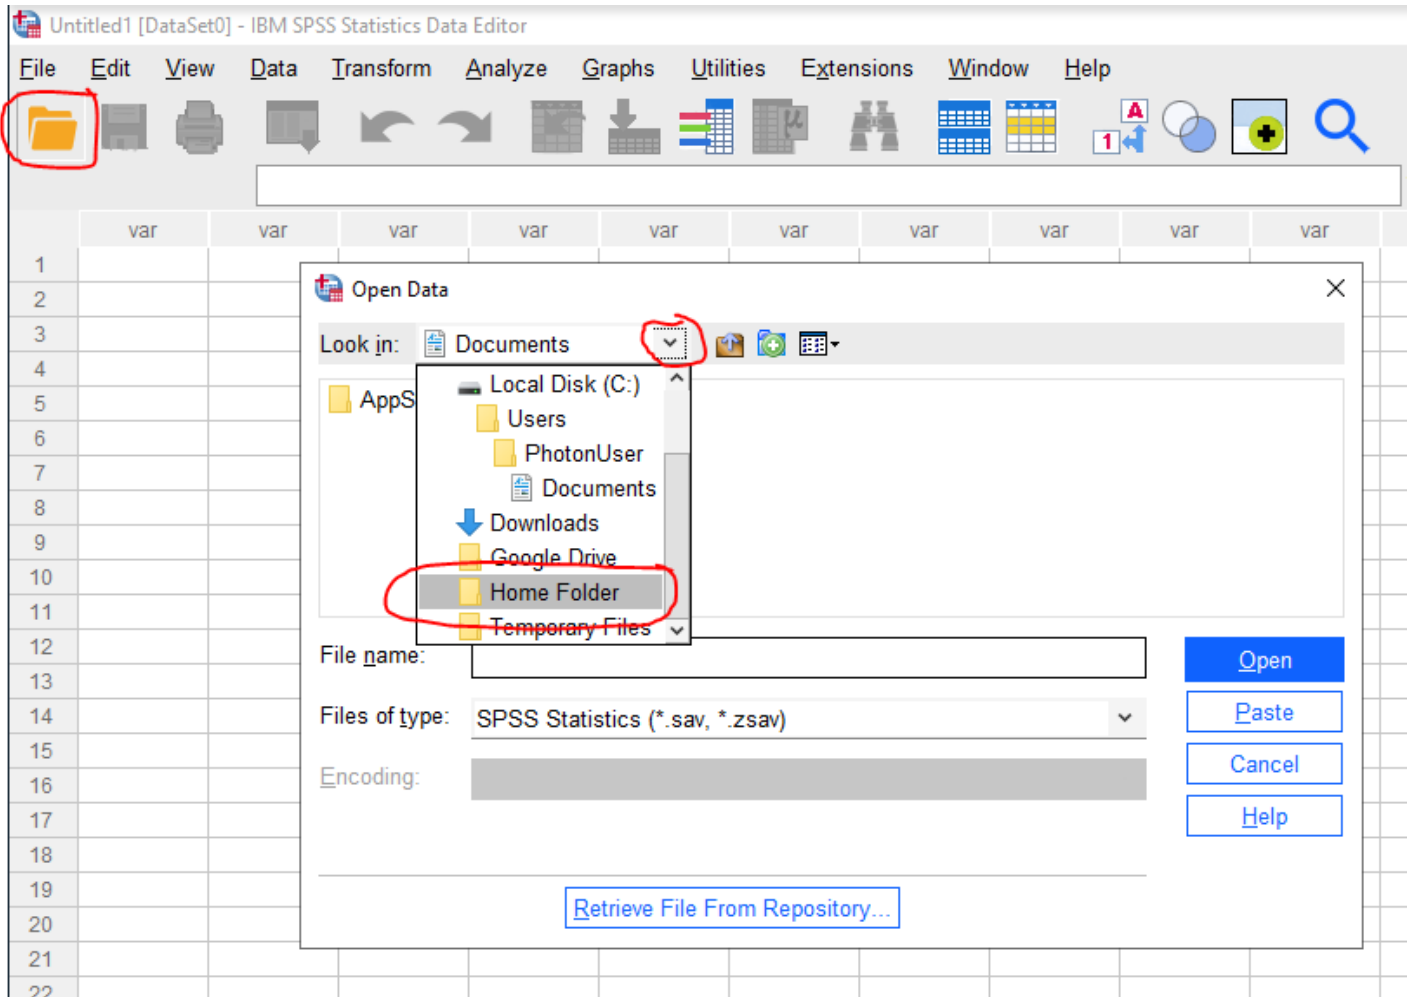 Untitled1 [DataSet0] - IBM SPSS Statistics Data Editor
File Edit View Data Transform Analyze Graphs Utilities Extensions Window Help
A
1
µ
var var var var var var var var var var
1
2
3
4
5
6
7
8
9
10
11
12
13
14
15
16
17
18
19
20
21
22
Open Data
Look in: Documents
AppS
Local Disk (C:)
Users
PhotonUser
Documents
Downloads
Google Drive
Home Folder
Temporary Files
File name:
Open
Files of type: SPSS Statistics (*.sav, *.zsav)
Paste
Encoding:
Cancel
Help
Retrieve File From Repository...